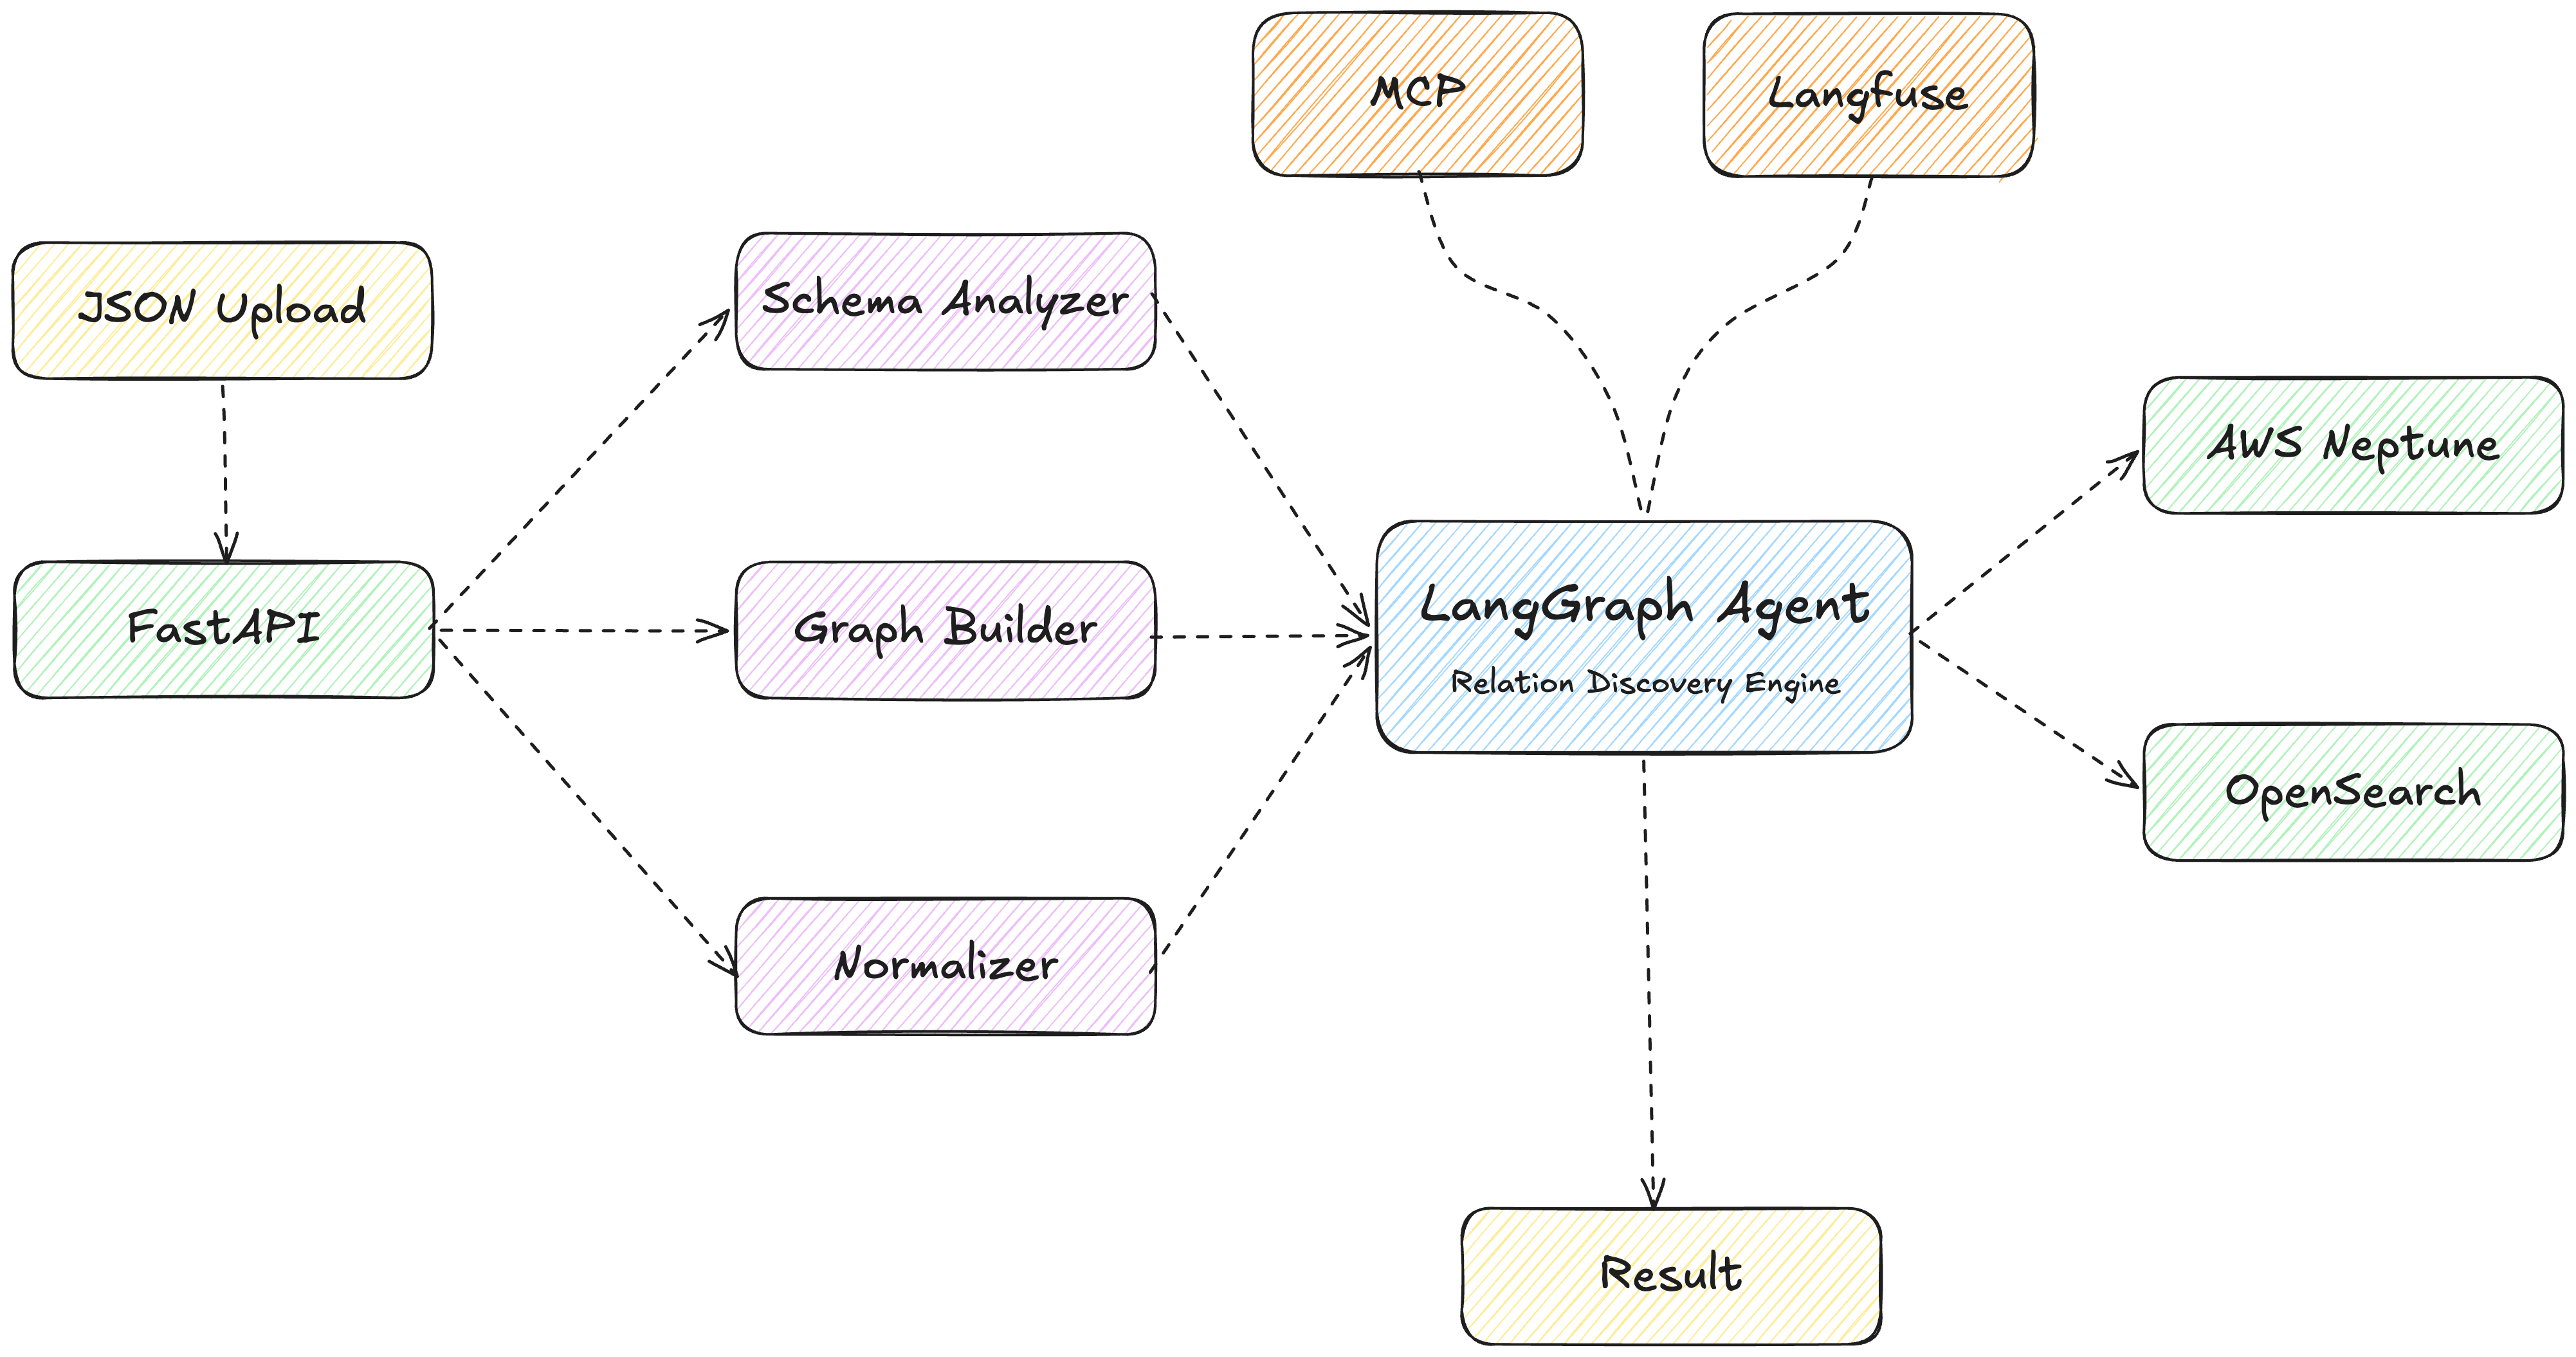 MCP
Langfuse
JSON Upload
Schema Analyzer
AWS Neptune
FastAPI
Graph Builder
LangGraph Agent
Relation Discovery Engine
OpenSearch
Normalizer
Result